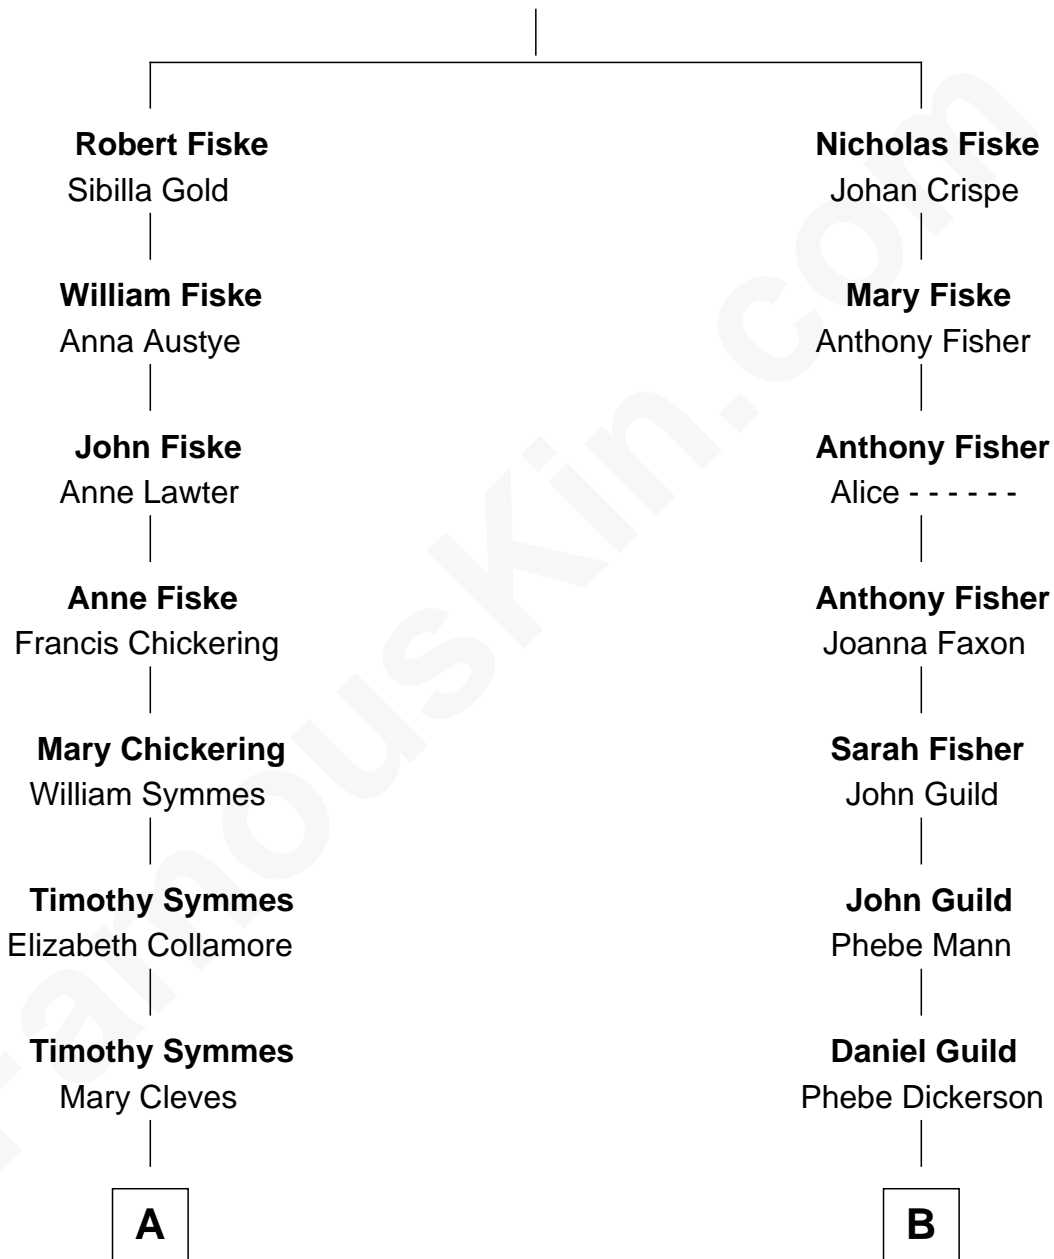 Robert Fiske
Sibilla Gold
William Fiske
Anna Austye
John Fiske
Anne Lawter
Anne Fiske
Francis Chickering
Mary Chickering
William Symmes
Timothy Symmes
Elizabeth Collamore
Timothy Symmes
Mary Cleves
A
Nicholas Fiske
Johan Crispe
Mary Fiske
Anthony Fisher
Anthony Fisher
Alice - - - - - -
Anthony Fisher
Joanna Faxon
Sarah Fisher
John Guild
John Guild
Phebe Mann
Daniel Guild
Phebe Dickerson
B
FamousKin.com